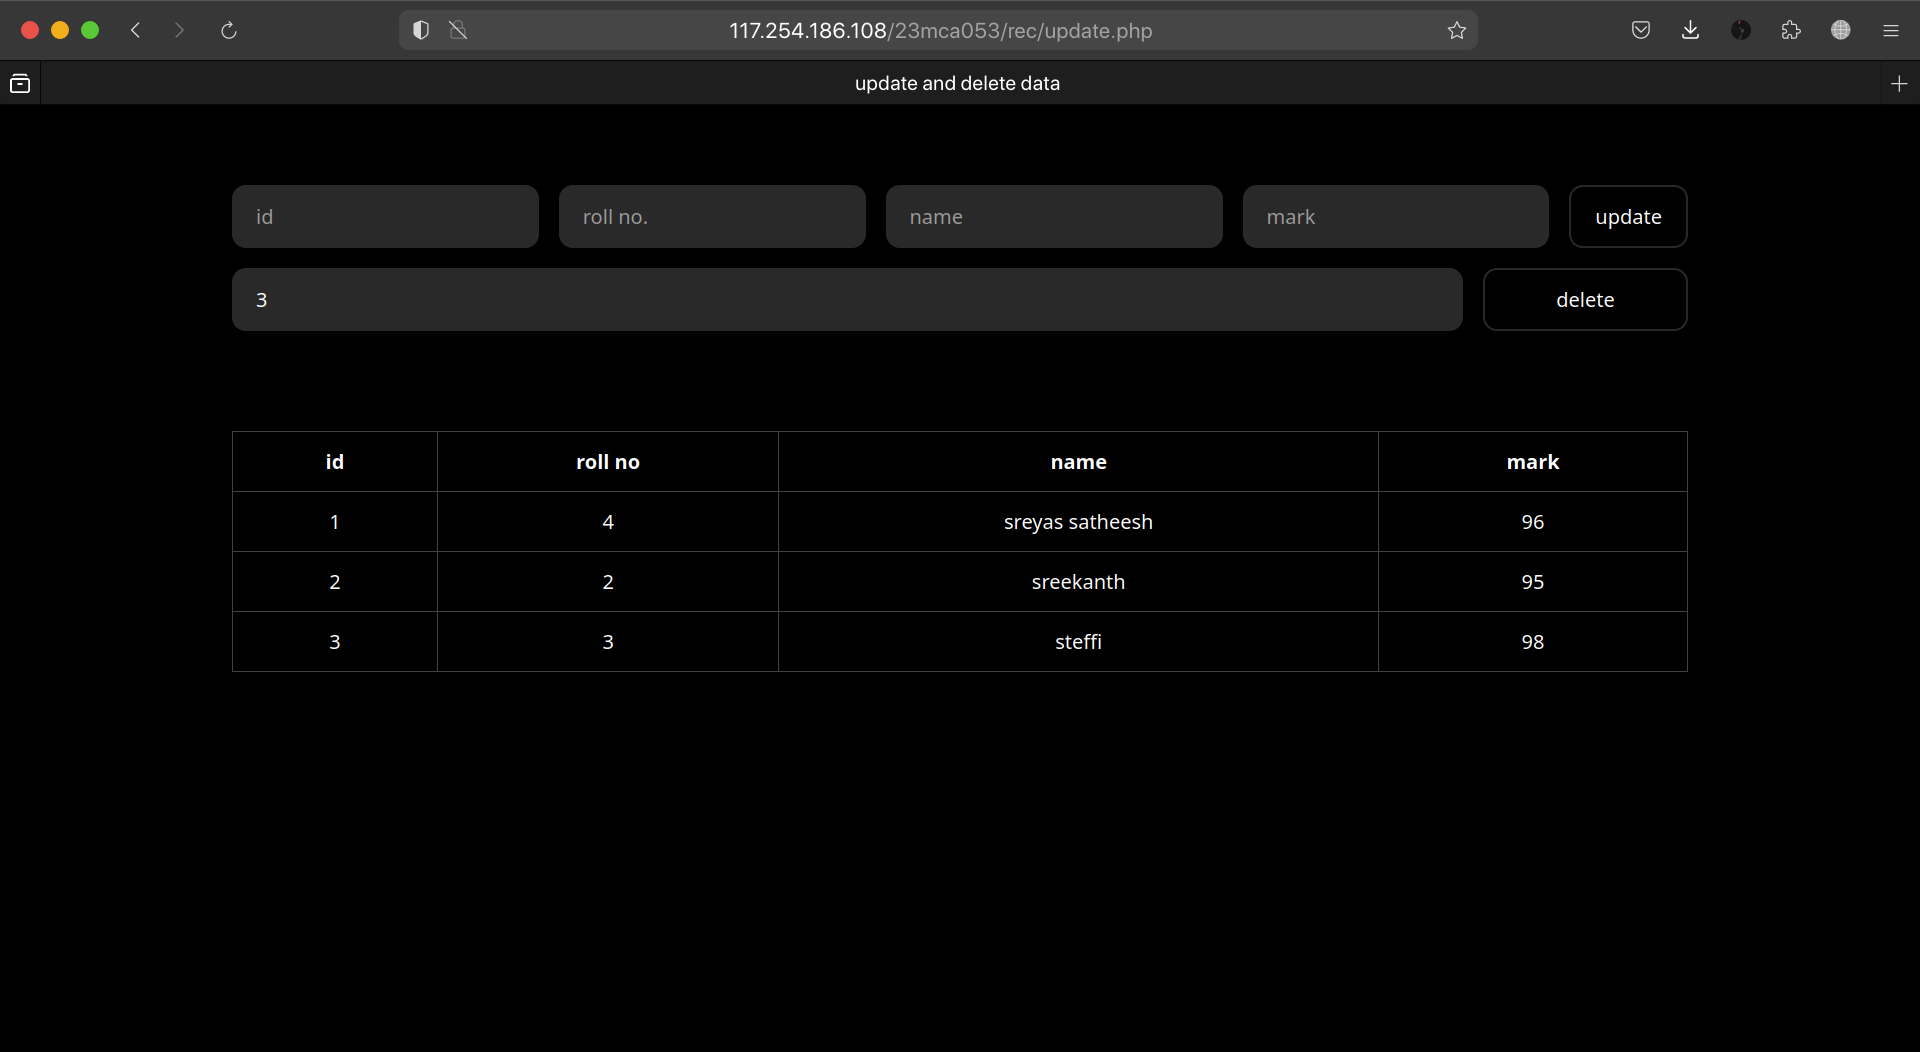 117.254.186.108/23mca053/rec/update.php
update and delete data
id roll no. name mark update
3 delete
id roll no name mark
1 4 sreyas satheesh 96
2 2 sreekanth 95
3 3 steffi 98